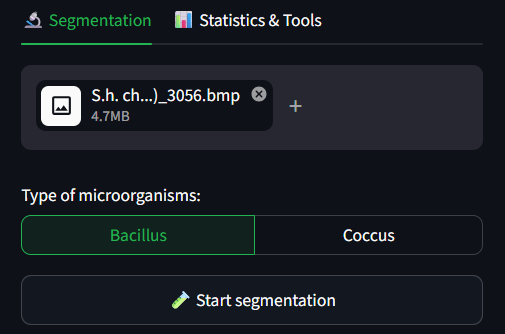 🔬 Segmentation 📊 Statistics & Tools
S.h. ch...)_3056.bmp
4.7MB
Type of microorganisms:
Bacillus Coccus
🧪 Start segmentation